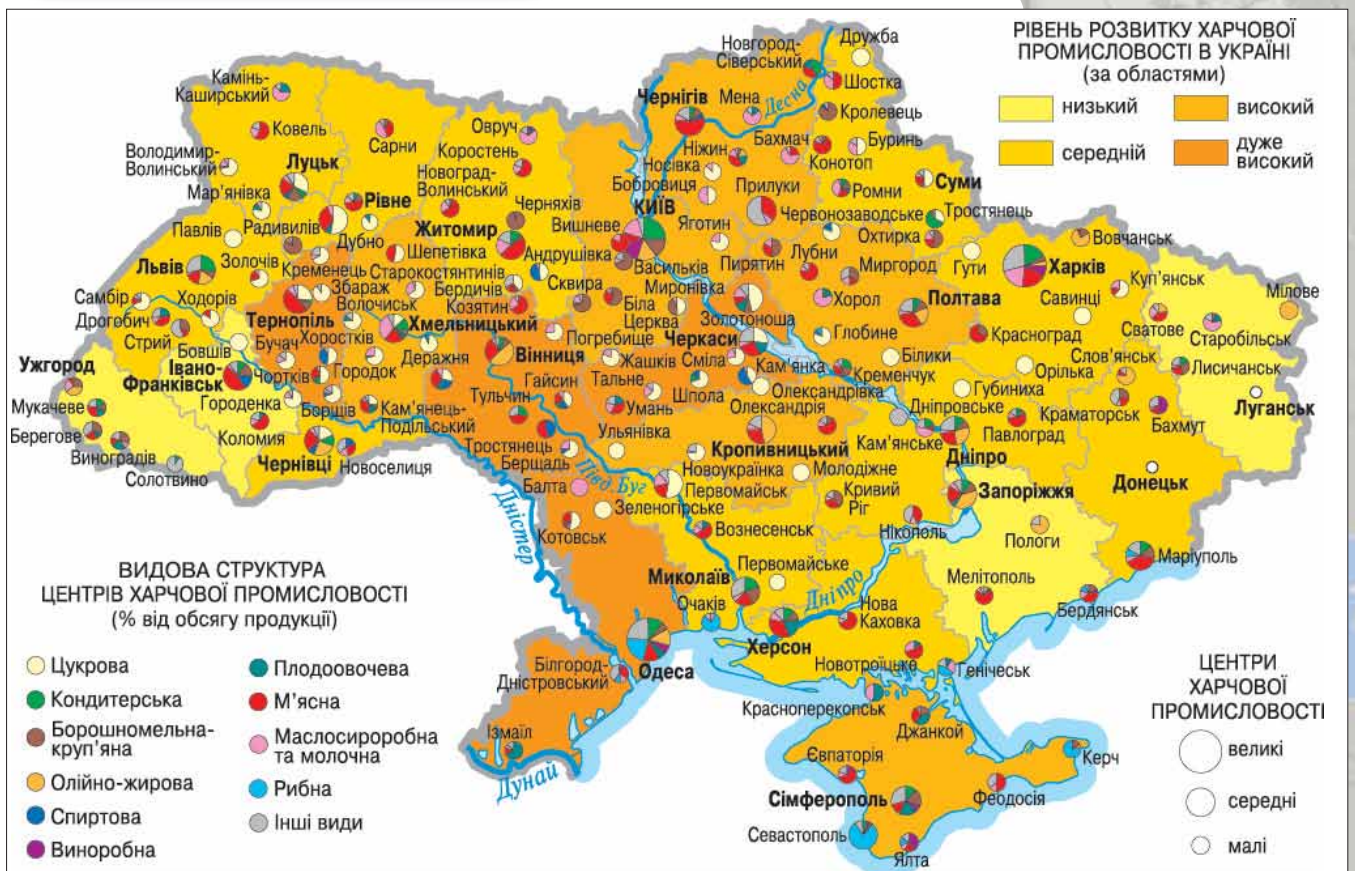 РІВЕНЬ РОЗВИТКУ ХАРЧОВОЇ
ПРОМИСЛОВОСТІ В УКРАЇНІ
(за областями)
низький
високий
середній
дуже
високий
Новгород-
Сіверський
Дружба
Шостка
Камінь-
Каширський
Чернігів
Мена
Десна
Кролевець
Ковель
Сарни
Овруч
Ніжин
Бахмач
Конотоп
Буринь
Володимир-
Волинський
Луцьк
Коростень
Носівка
Новоград-
Волинський
Бобровиця
Прилуки
Ромни
Суми
Мар'янівка
Рівне
Черняхів
КИЇВ
Червонозаводське
Тростянець
Павлів
Радивилів
Дубно
Житомир
Вишневе
Яготин
Лубни
Охтирка
Вовчанськ
Золочів
Шепетівка
Андрушівка
Васильків
Пирятин
Миргород
Гути
Харків
Львів
Кременець
Старокостянтинів
Сквира
Миронівка
Куп'янськ
Мілове
Самбір
Ходорів
Збараж
Волочиськ
Бердичів
Козятин
Біла
Церква
Хорол
Полтава
Савинці
Дрогобич
Тернопіль
Хмельницький
Погребище
Золотоноша
Глобине
Красноград
Сватове
Старобільськ
Стрий
Бовшів
Бучач
Хоростків
Деражня
Вінниця
Жашків
Черкаси
Сміла
Білики
Слов'янськ
Ужгород
Івано-
Франківськ
Чортків
Городок
Гайсин
Тальне
Кам'янка
Кременчук
Орілька
Лисичанськ
Мукачеве
Городенка
Борщів
Кам'янець-
Подільський
Тульчин
Умань
Шпола
Олександрівка
Губиниха
Луганськ
Берегове
Коломия
Ульянівка
Олександрія
Дніпровське
Краматорськ
Виноградів
Чернівці
Новоселиця
Тростянець
Кропивницький
Кам'янське
Павлоград
Бахмут
Солотвино
Бершадь
Півд. Буг
Новоукраїнка
Молодіжне
Дніпро
Донецьк
Балта
Первомайськ
Кривий
Ріг
Запоріжжя
Зеленогірське
Дністер
Котовськ
Вознесенськ
Нікополь
Пологи
Маріуполь
Первомайське
Миколаїв
Очаків
Дніпро
Нова
Каховка
Мелітополь
Бердянськ
Херсон
Білгород-
Дністровський
Одеса
Новотроїцьке
Генічеськ
Красноперекопськ
Ізмаїл
Джанкой
Дунай
Євпаторія
Керч
Сімферополь
Феодосія
Севастополь
Ялта
ВИДОВА СТРУКТУРА
ЦЕНТРІВ ХАРЧОВОЇ ПРОМИСЛОВОСТІ
(% від обсягу продукції)
Цукрова
Кондитерська
Борошномельна-
круп'яна
Олійно-жирова
Спиртова
Виноробна
Плодоовочева
М'ясна
Маслосироробна
та молочна
Рибна
Інші види
ЦЕНТРИ
ХАРЧОВОЇ
ПРОМИСЛОВОСТІ
великі
середні
малі